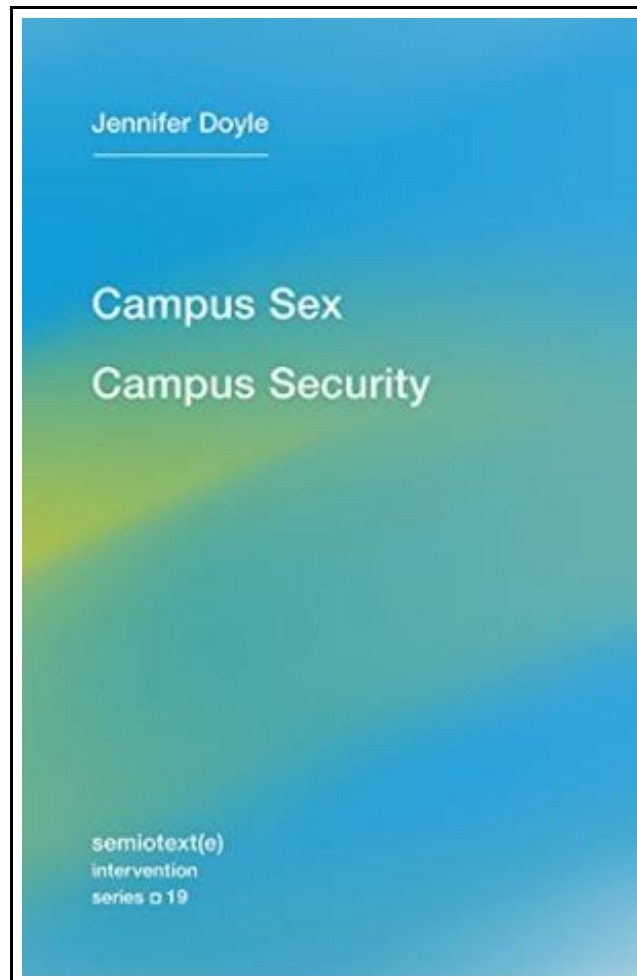 Jennifer Doyle
Campus Sex
Campus Security
semiotext(e)
intervention
series □ 19